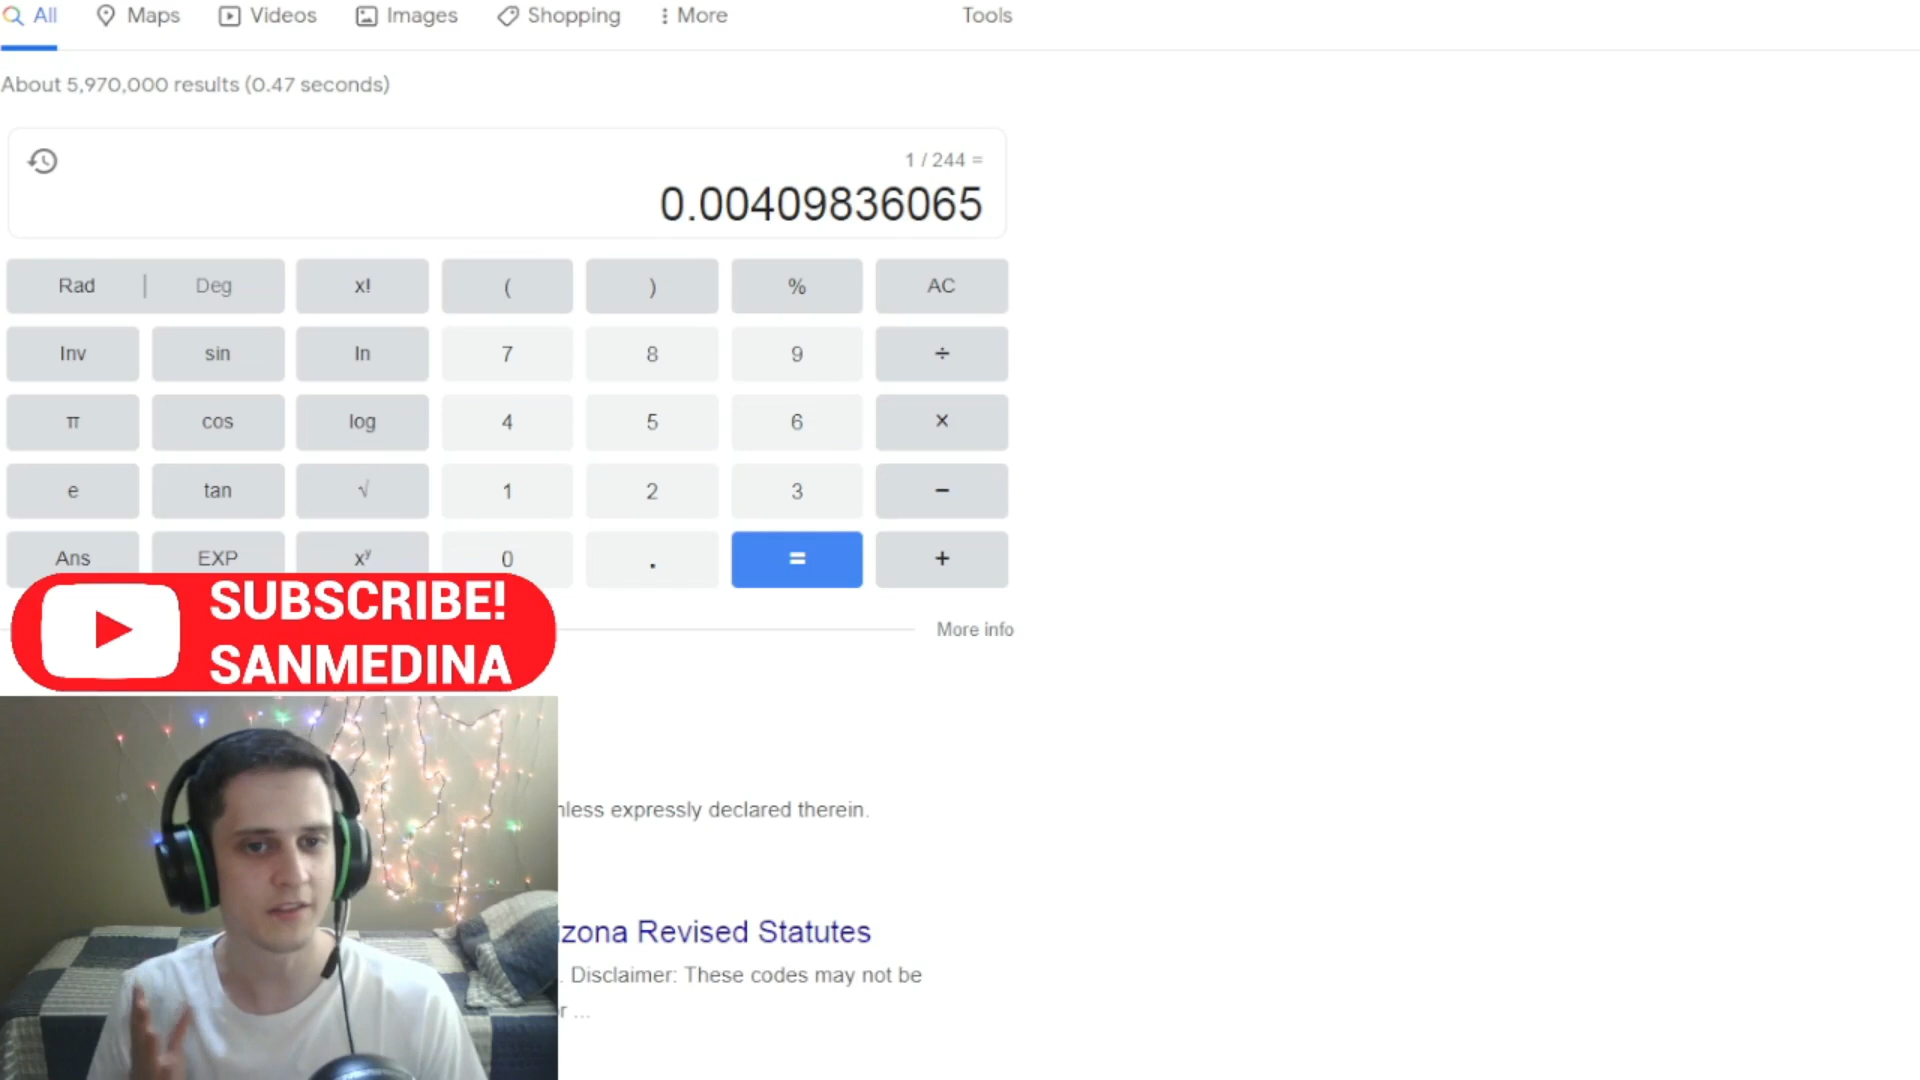 All
Maps
Videos
Images
Shopping
More
Tools
About 5,970,000 results (0.47 seconds)
1 / 244 =
0.00409836065
Rad | Deg x! ( ) % AC
Inv sin ln 7 8 9 ÷
π cos log 4 5 6 ×
e tan √ 1 2 3 −
Ans EXP xʸ 0 . = +
SUBSCRIBE!
SANMEDINA
More info
nless expressly declared therein.
izona Revised Statutes
. Disclaimer: These codes may not be
r ...